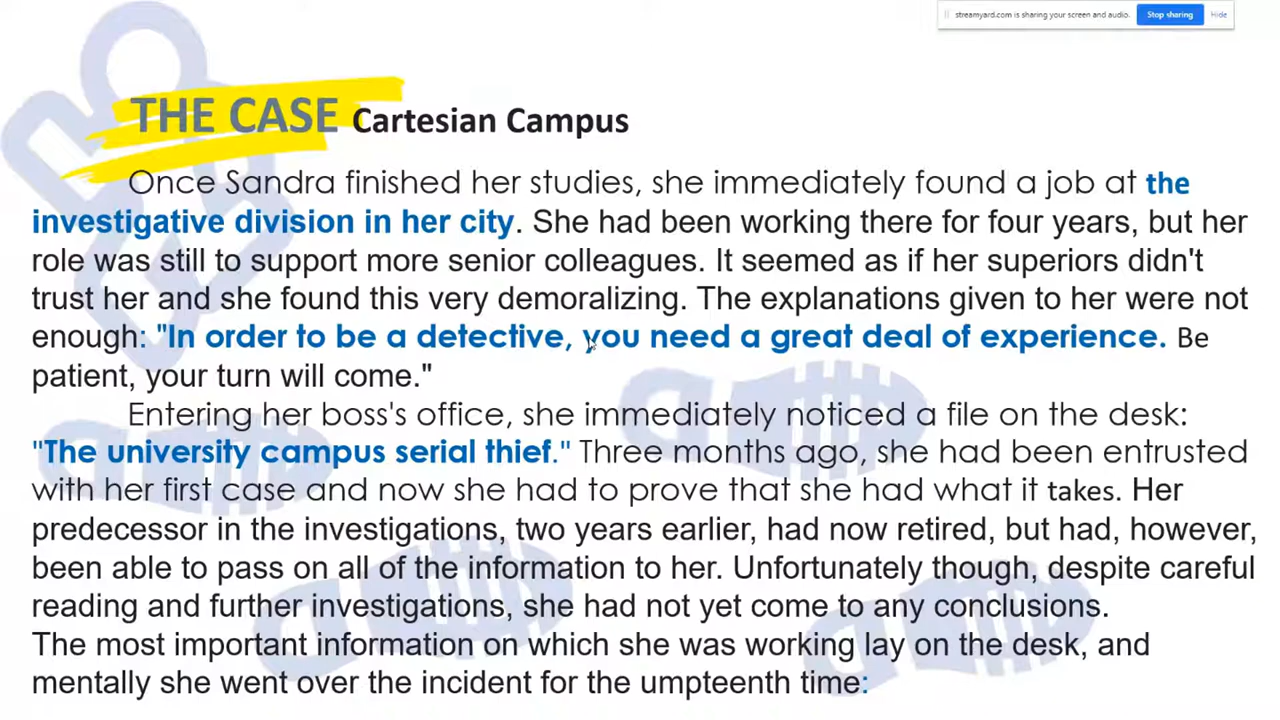 streamyard.com is sharing your screen and audio. Stop sharing Hide
THE CASE Cartesian Campus
Once Sandra finished her studies, she immediately found a job at the
investigative division in her city. She had been working there for four years, but her
role was still to support more senior colleagues. It seemed as if her superiors didn't
trust her and she found this very demoralizing. The explanations given to her were not
enough: "In order to be a detective, you need a great deal of experience. Be
patient, your turn will come."
Entering her boss's office, she immediately noticed a file on the desk:
"The university campus serial thief." Three months ago, she had been entrusted
with her first case and now she had to prove that she had what it takes. Her
predecessor in the investigations, two years earlier, had now retired, but had, however,
been able to pass on all of the information to her. Unfortunately though, despite careful
reading and further investigations, she had not yet come to any conclusions.
The most important information on which she was working lay on the desk, and
mentally she went over the incident for the umpteenth time: